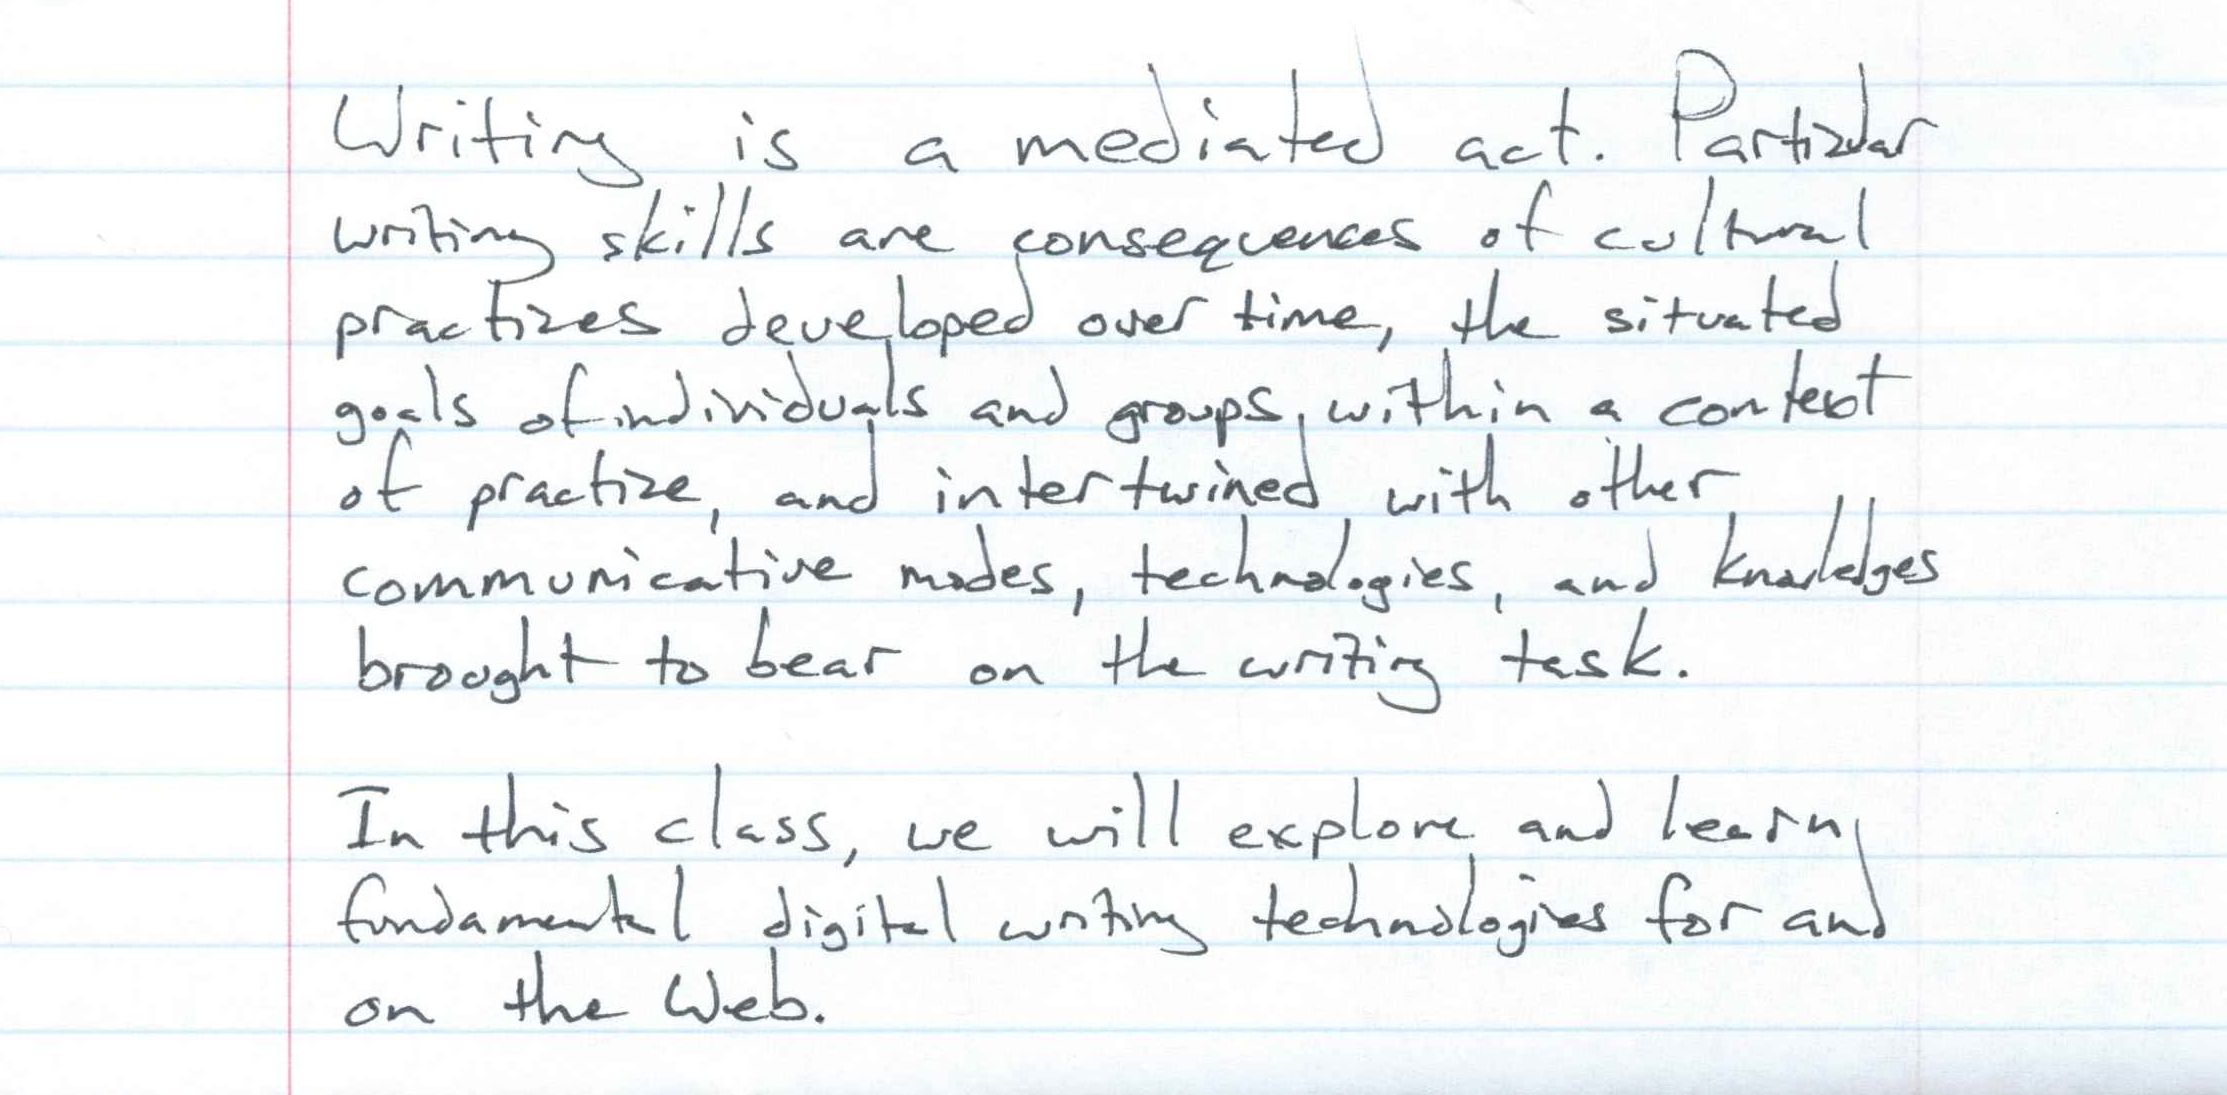 Writing is a mediated act. Particular
writing skills are consequences of cultural
practices developed over time, the situated
goals of individuals and groups, within a context
of practice, and intertwined with other
communicative modes, technologies, and knowledges
brought to bear on the writing task.
In this class, we will explore and learn
fundamental digital writing technologies for and
on the Web.